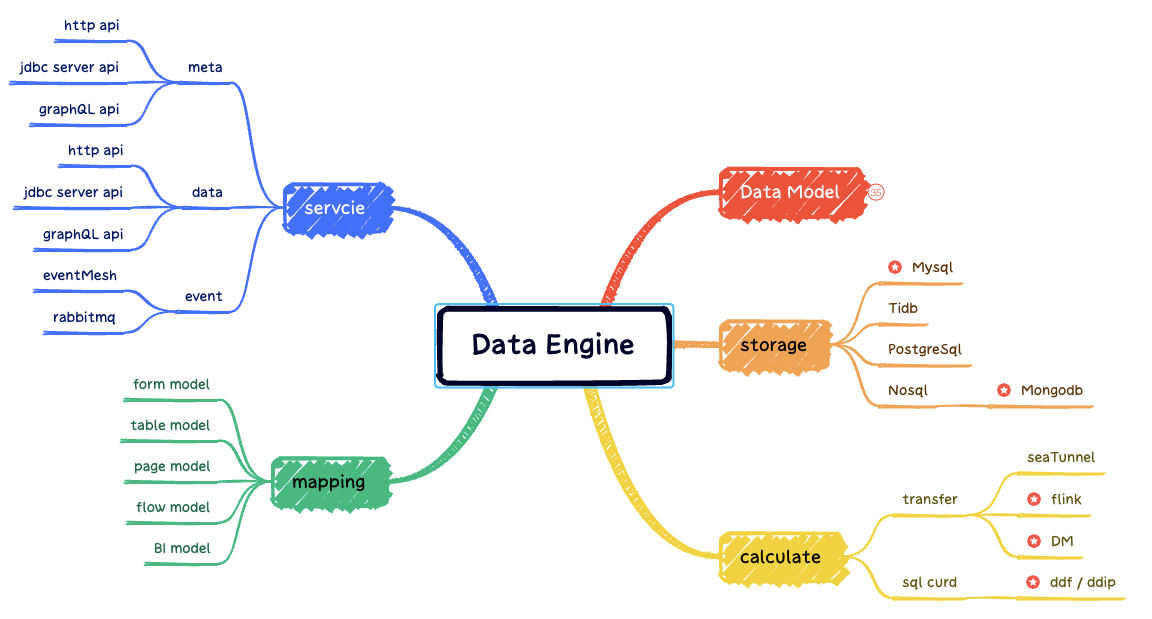 Data Engine
servcie
meta
http api
jdbc server api
graphQL api
data
http api
jdbc server api
graphQL api
event
eventMesh
rabbitmq
mapping
form model
table model
page model
flow model
BI model
Data Model
35
storage
Mysql
Tidb
PostgreSql
Nosql
Mongodb
calculate
transfer
seaTunnel
flink
DM
sql curd
ddf / ddip